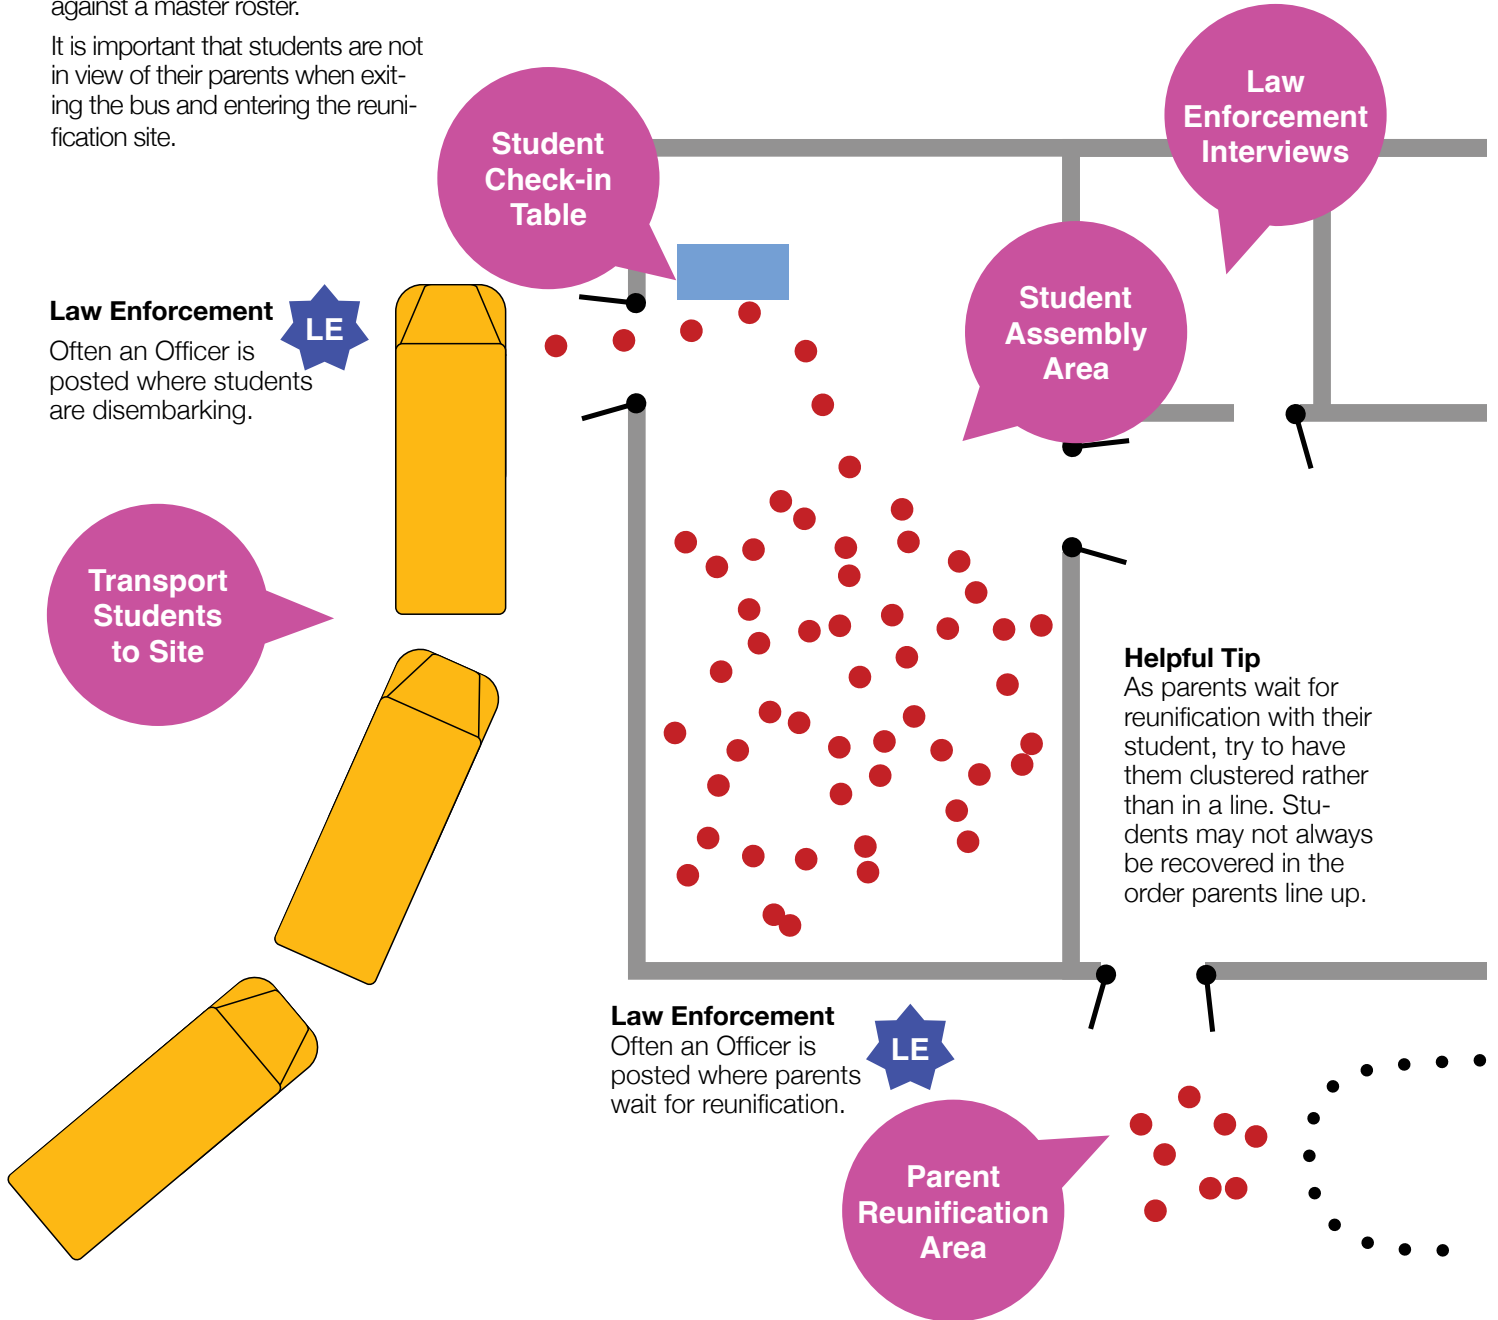 against a master roster.
It is important that students are not
in view of their parents when exit-
ing the bus and entering the reuni-
fication site.
Student
Check-in
Table
Law
Enforcement
Interviews
Law Enforcement
LE
Often an Officer is
posted where students
are disembarking.
Student
Assembly
Area
Transport
Students
to Site
Helpful Tip
As parents wait for
reunification with their
student, try to have
them clustered rather
than in a line. Stu-
dents may not always
be recovered in the
order parents line up.
Law Enforcement
LE
Often an Officer is
posted where parents
wait for reunification.
Parent
Reunification
Area